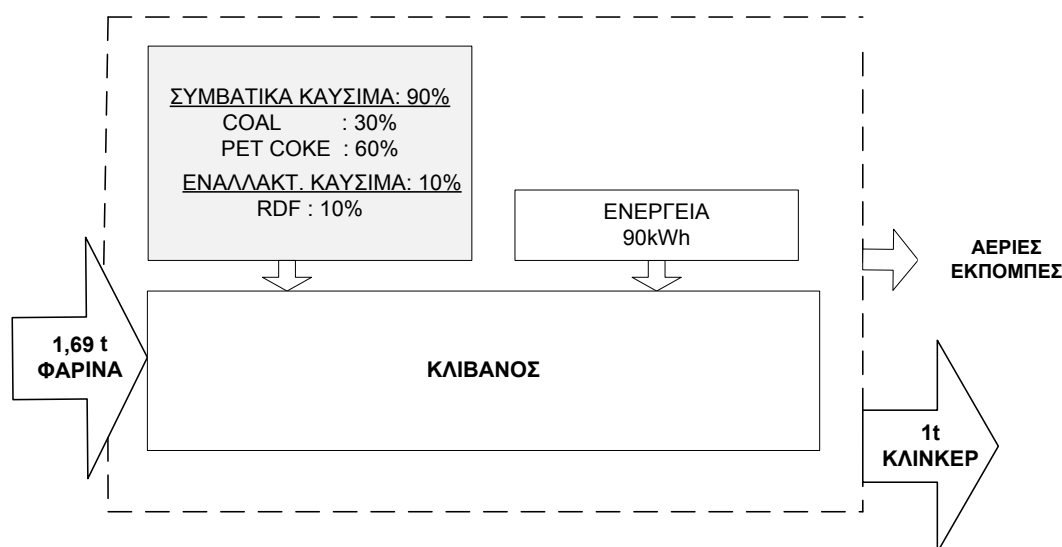 ΣΥΜΒΑΤΙΚΑ ΚΑΥΣΙΜΑ: 90%
COAL : 30%
PET COKE : 60%
ΕΝΑΛΛΑΚΤ. ΚΑΥΣΙΜΑ: 10%
RDF : 10%
ΕΝΕΡΓΕΙΑ
90kWh
ΑΕΡΙΕΣ
ΕΚΠΟΜΠΕΣ
1,69 t
ΦΑΡΙΝΑ
ΚΛΙΒΑΝΟΣ
1t
ΚΛΙΝΚΕΡ